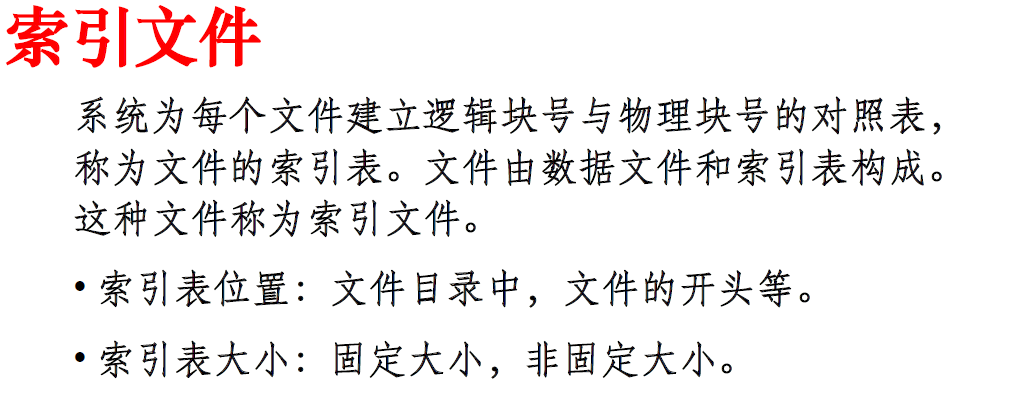 索引文件
系统为每个文件建立逻辑块号与物理块号的对照表，
称为文件的索引表。文件由数据文件和索引表构成。
这种文件称为索引文件。
•索引表位置：文件目录中，文件的开头等。
•索引表大小：固定大小，非固定大小。